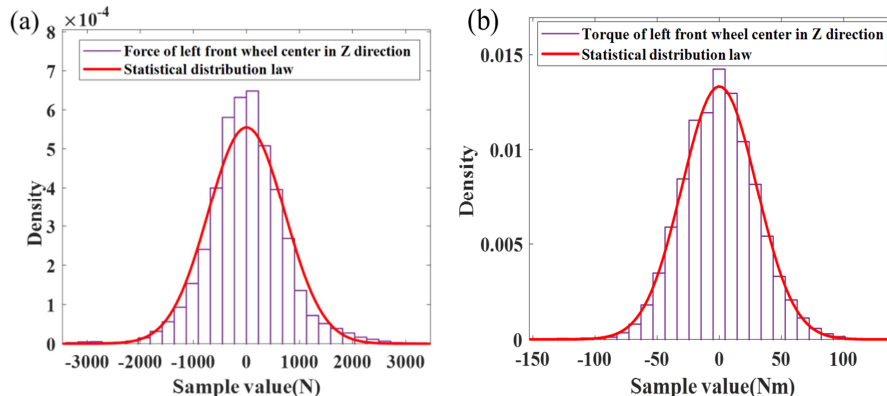 (a)
×10-4
Force of left front wheel center in Z direction
Statistical distribution law
8
7
6
5
4
3
2
1
0
Density
-3000 -2000 -1000 0 1000 2000 3000
Sample value(N)
(b)
Torque of left front wheel center in Z direction
Statistical distribution law
0.015
0.01
0.005
0
Density
-150 -100 -50 0 50 100
Sample value(Nm)